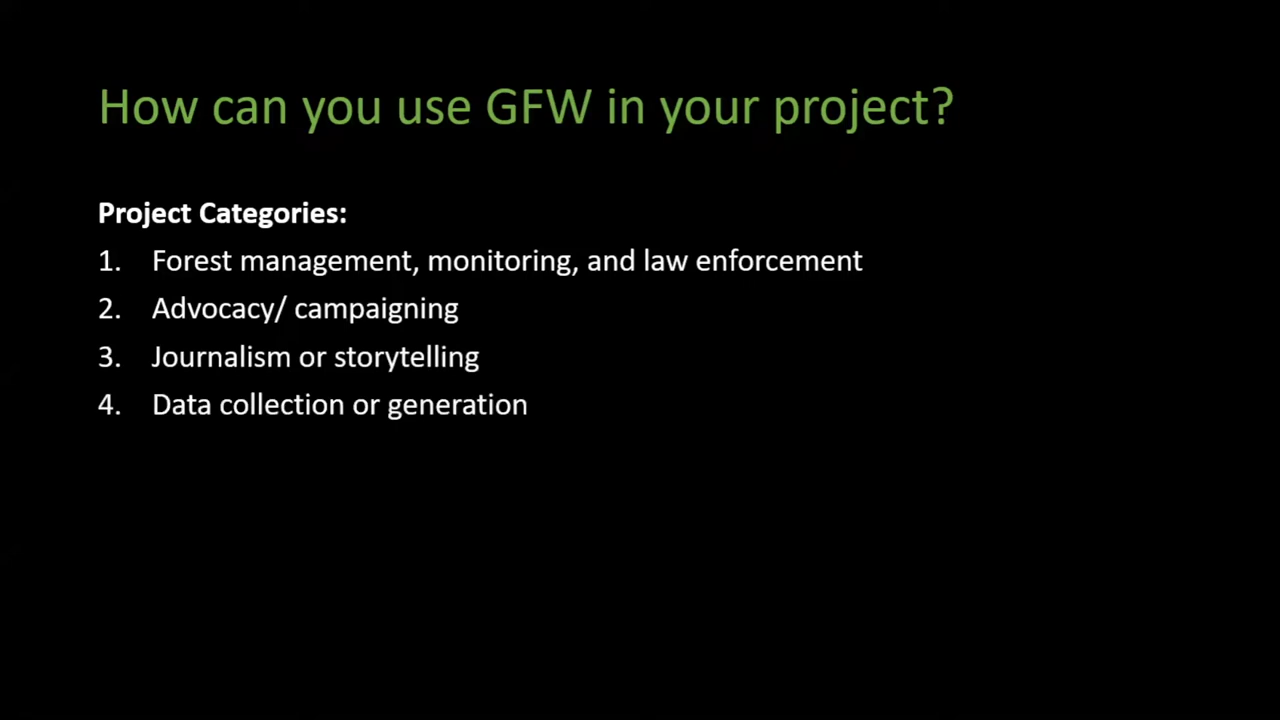 How can you use GFW in your project?
Project Categories:
1. Forest management, monitoring, and law enforcement
2. Advocacy/ campaigning
3. Journalism or storytelling
4. Data collection or generation